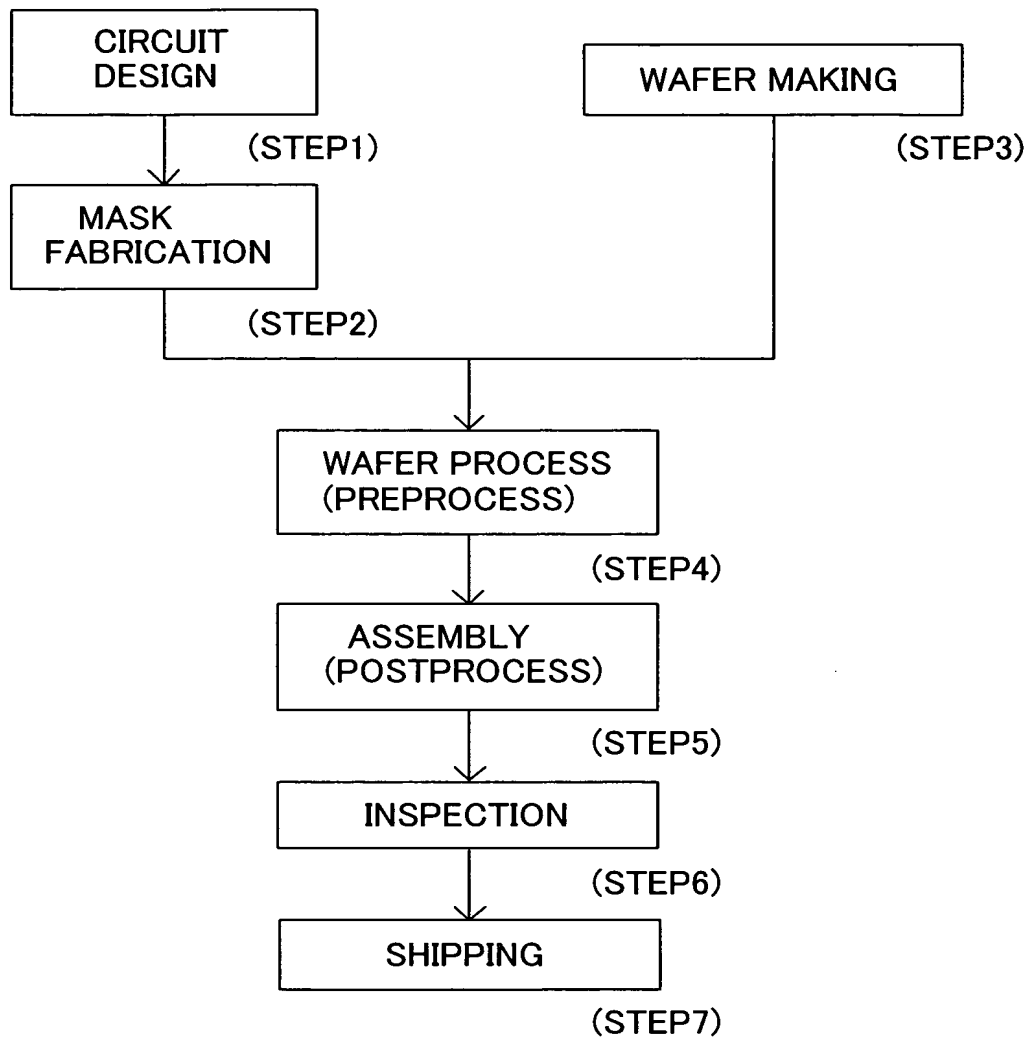 CIRCUIT
DESIGN
(STEP1)
WAFER MAKING
(STEP3)
MASK
FABRICATION
(STEP2)
WAFER PROCESS
(PREPROCESS)
(STEP4)
ASSEMBLY
(POSTPROCESS)
(STEP5)
INSPECTION
(STEP6)
SHIPPING
(STEP7)